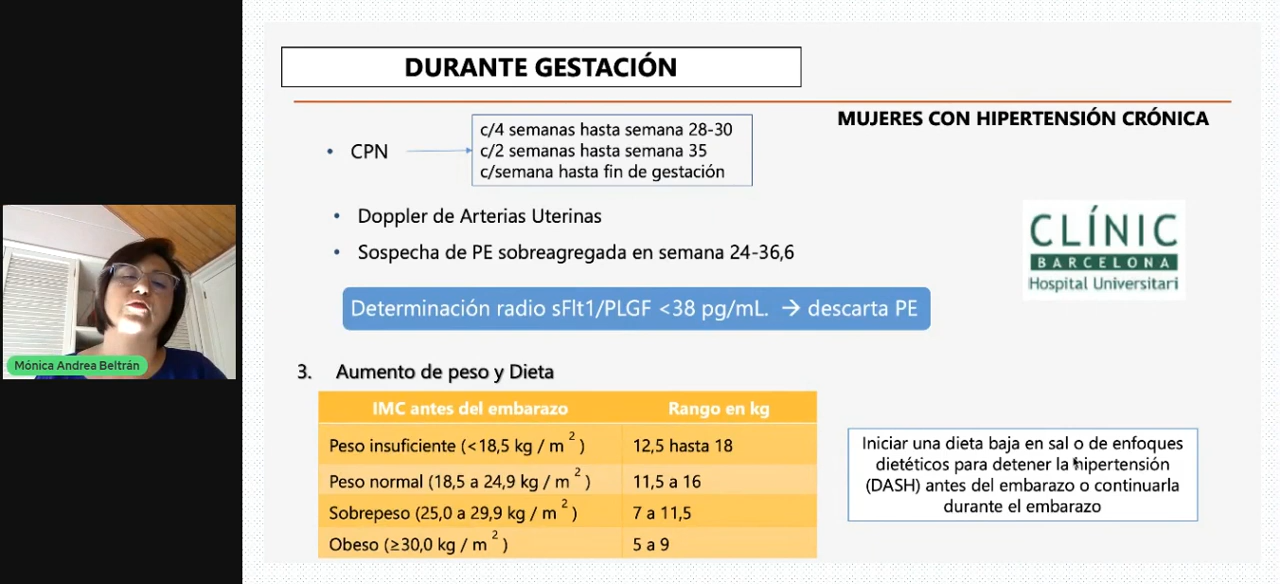 DURANTE GESTACIÓN
MUJERES CON HIPERTENSIÓN CRÓNICA
• CPN
c/4 semanas hasta semana 28-30
c/2 semanas hasta semana 35
c/semana hasta fin de gestación
• Doppler de Arterias Uterinas
• Sospecha de PE sobreagregada en semana 24-36,6
CLÍNIC
BARCELONA
Hospital Universitari
Determinación radio sFlt1/PLGF <38 pg/mL. → descarta PE
Mónica Andrea Beltrán
3. Aumento de peso y Dieta
IMC antes del embarazo Rango en kg
Peso insuficiente (<18,5 kg / m 2 ) 12,5 hasta 18
Peso normal (18,5 a 24,9 kg / m 2 ) 11,5 a 16
Sobrepeso (25,0 a 29,9 kg / m 2 ) 7 a 11,5
Obeso (≥30,0 kg / m 2 ) 5 a 9
Iniciar una dieta baja en sal o de enfoques
dietéticos para detener la hipertensión
(DASH) antes del embarazo o continuarla
durante el embarazo